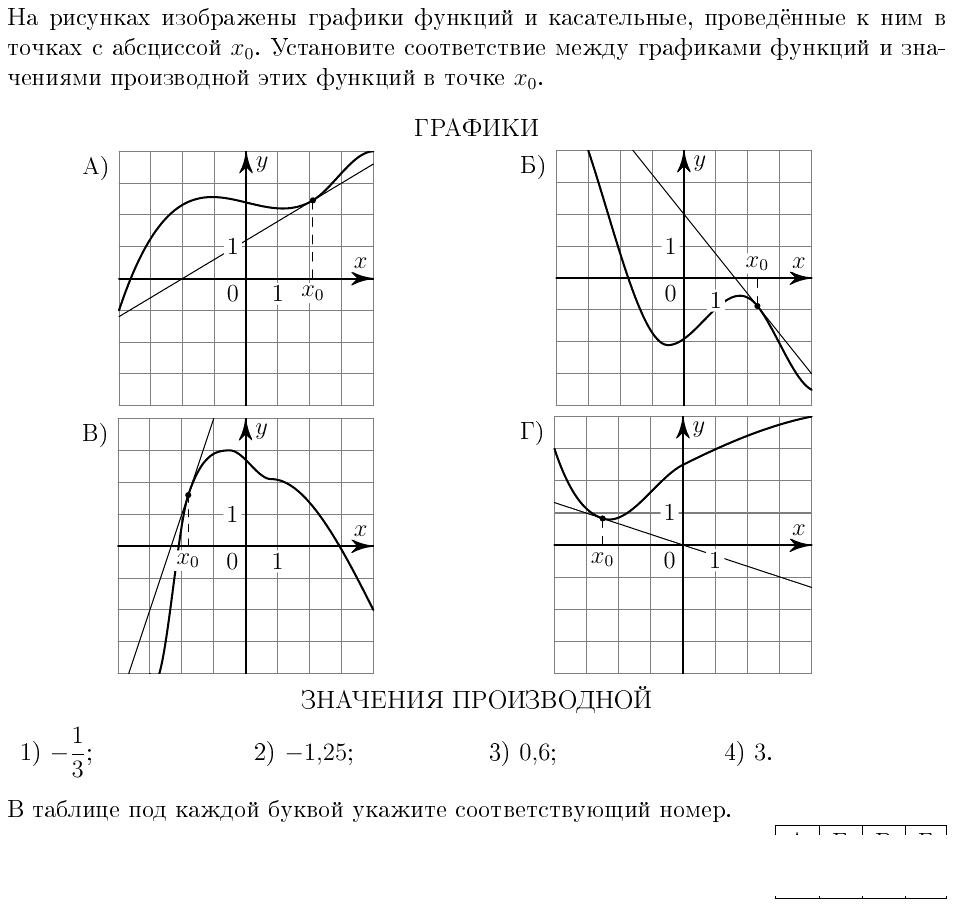 На рисунках изображены графики функций и касательные, проведённые к ним в
точках с абсциссой x₀. Установите соответствие между графиками функций и зна-
чениями производной этих функций в точке x₀.
ГРАФИКИ
А) y 1 x 0 1 x₀
Б) y 1 x₀ x 0 1
В) y 1 x x₀ 0 1
Г) y 1 x x₀ 0 1
ЗНАЧЕНИЯ ПРОИЗВОДНОЙ
1) −1/3; 2) −1,25; 3) 0,6; 4) 3.
В таблице под каждой буквой укажите соответствующий номер.